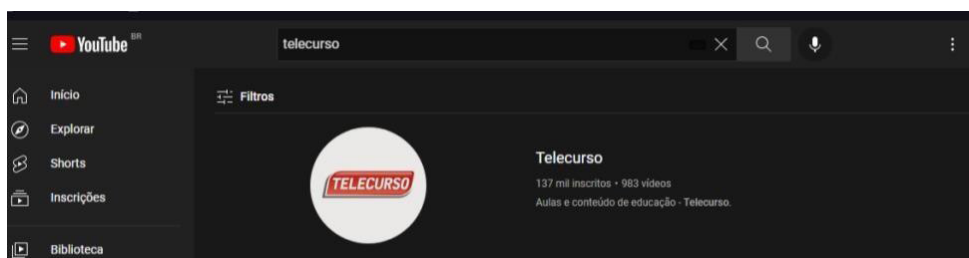 YouTube BR
telecurso
Início
Explorar
Shorts
Inscrições
Biblioteca
Filtros
TELECURSO
Telecurso
137 mil inscritos • 983 vídeos
Aulas e conteúdo de educação - Telecurso.